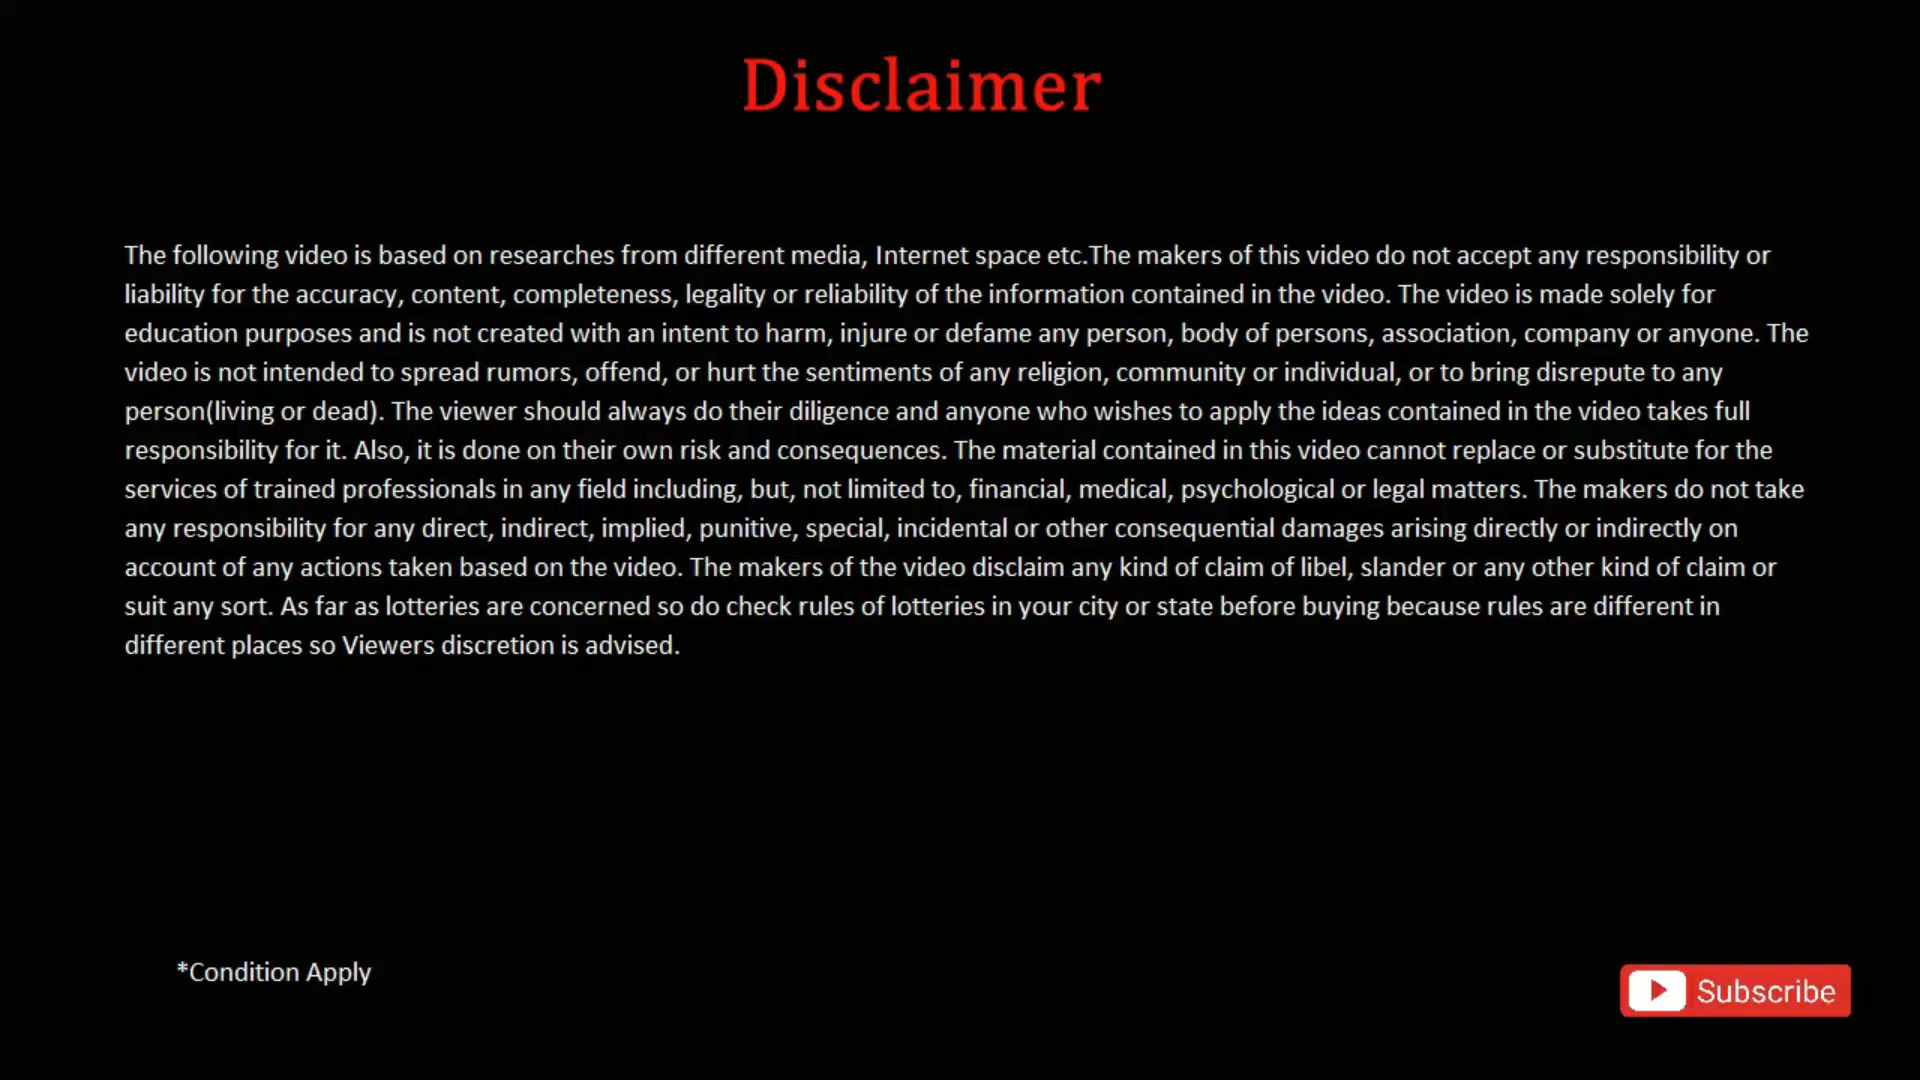 Disclaimer
The following video is based on researches from different media, Internet space etc.The makers of this video do not accept any responsibility or
liability for the accuracy, content, completeness, legality or reliability of the information contained in the video. The video is made solely for
education purposes and is not created with an intent to harm, injure or defame any person, body of persons, association, company or anyone. The
video is not intended to spread rumors, offend, or hurt the sentiments of any religion, community or individual, or to bring disrepute to any
person(living or dead). The viewer should always do their diligence and anyone who wishes to apply the ideas contained in the video takes full
responsibility for it. Also, it is done on their own risk and consequences. The material contained in this video cannot replace or substitute for the
services of trained professionals in any field including, but, not limited to, financial, medical, psychological or legal matters. The makers do not take
any responsibility for any direct, indirect, implied, punitive, special, incidental or other consequential damages arising directly or indirectly on
account of any actions taken based on the video. The makers of the video disclaim any kind of claim of libel, slander or any other kind of claim or
suit any sort. As far as lotteries are concerned so do check rules of lotteries in your city or state before buying because rules are different in
different places so Viewers discretion is advised.
*Condition Apply
Subscribe